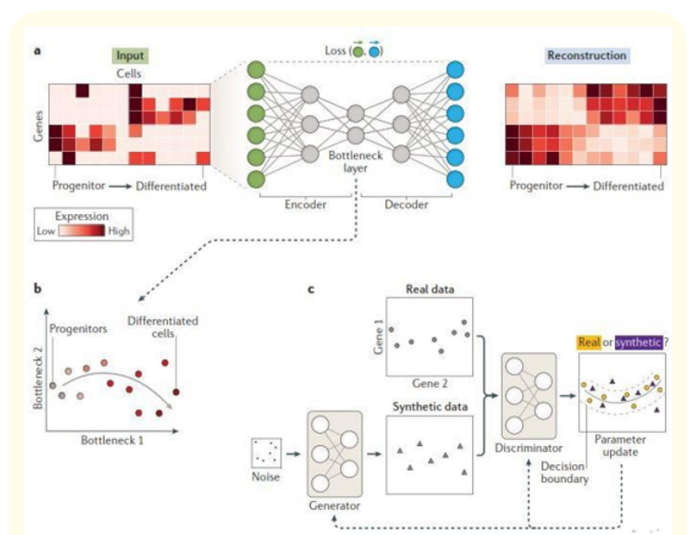 a
Input
Cells
Genes
Progenitor
Differentiated
Expression
Low
High
Loss ( , )
Bottleneck
layer
Encoder
Decoder
Reconstruction
Progenitor
Differentiated
b
Progenitors
Differentiated
cells
Bottleneck 2
Bottleneck 1
c
Real data
Gene 1
Gene 2
Synthetic data
Noise
Generator
Discriminator
Real or synthetic?
Decision
boundary
Parameter
update